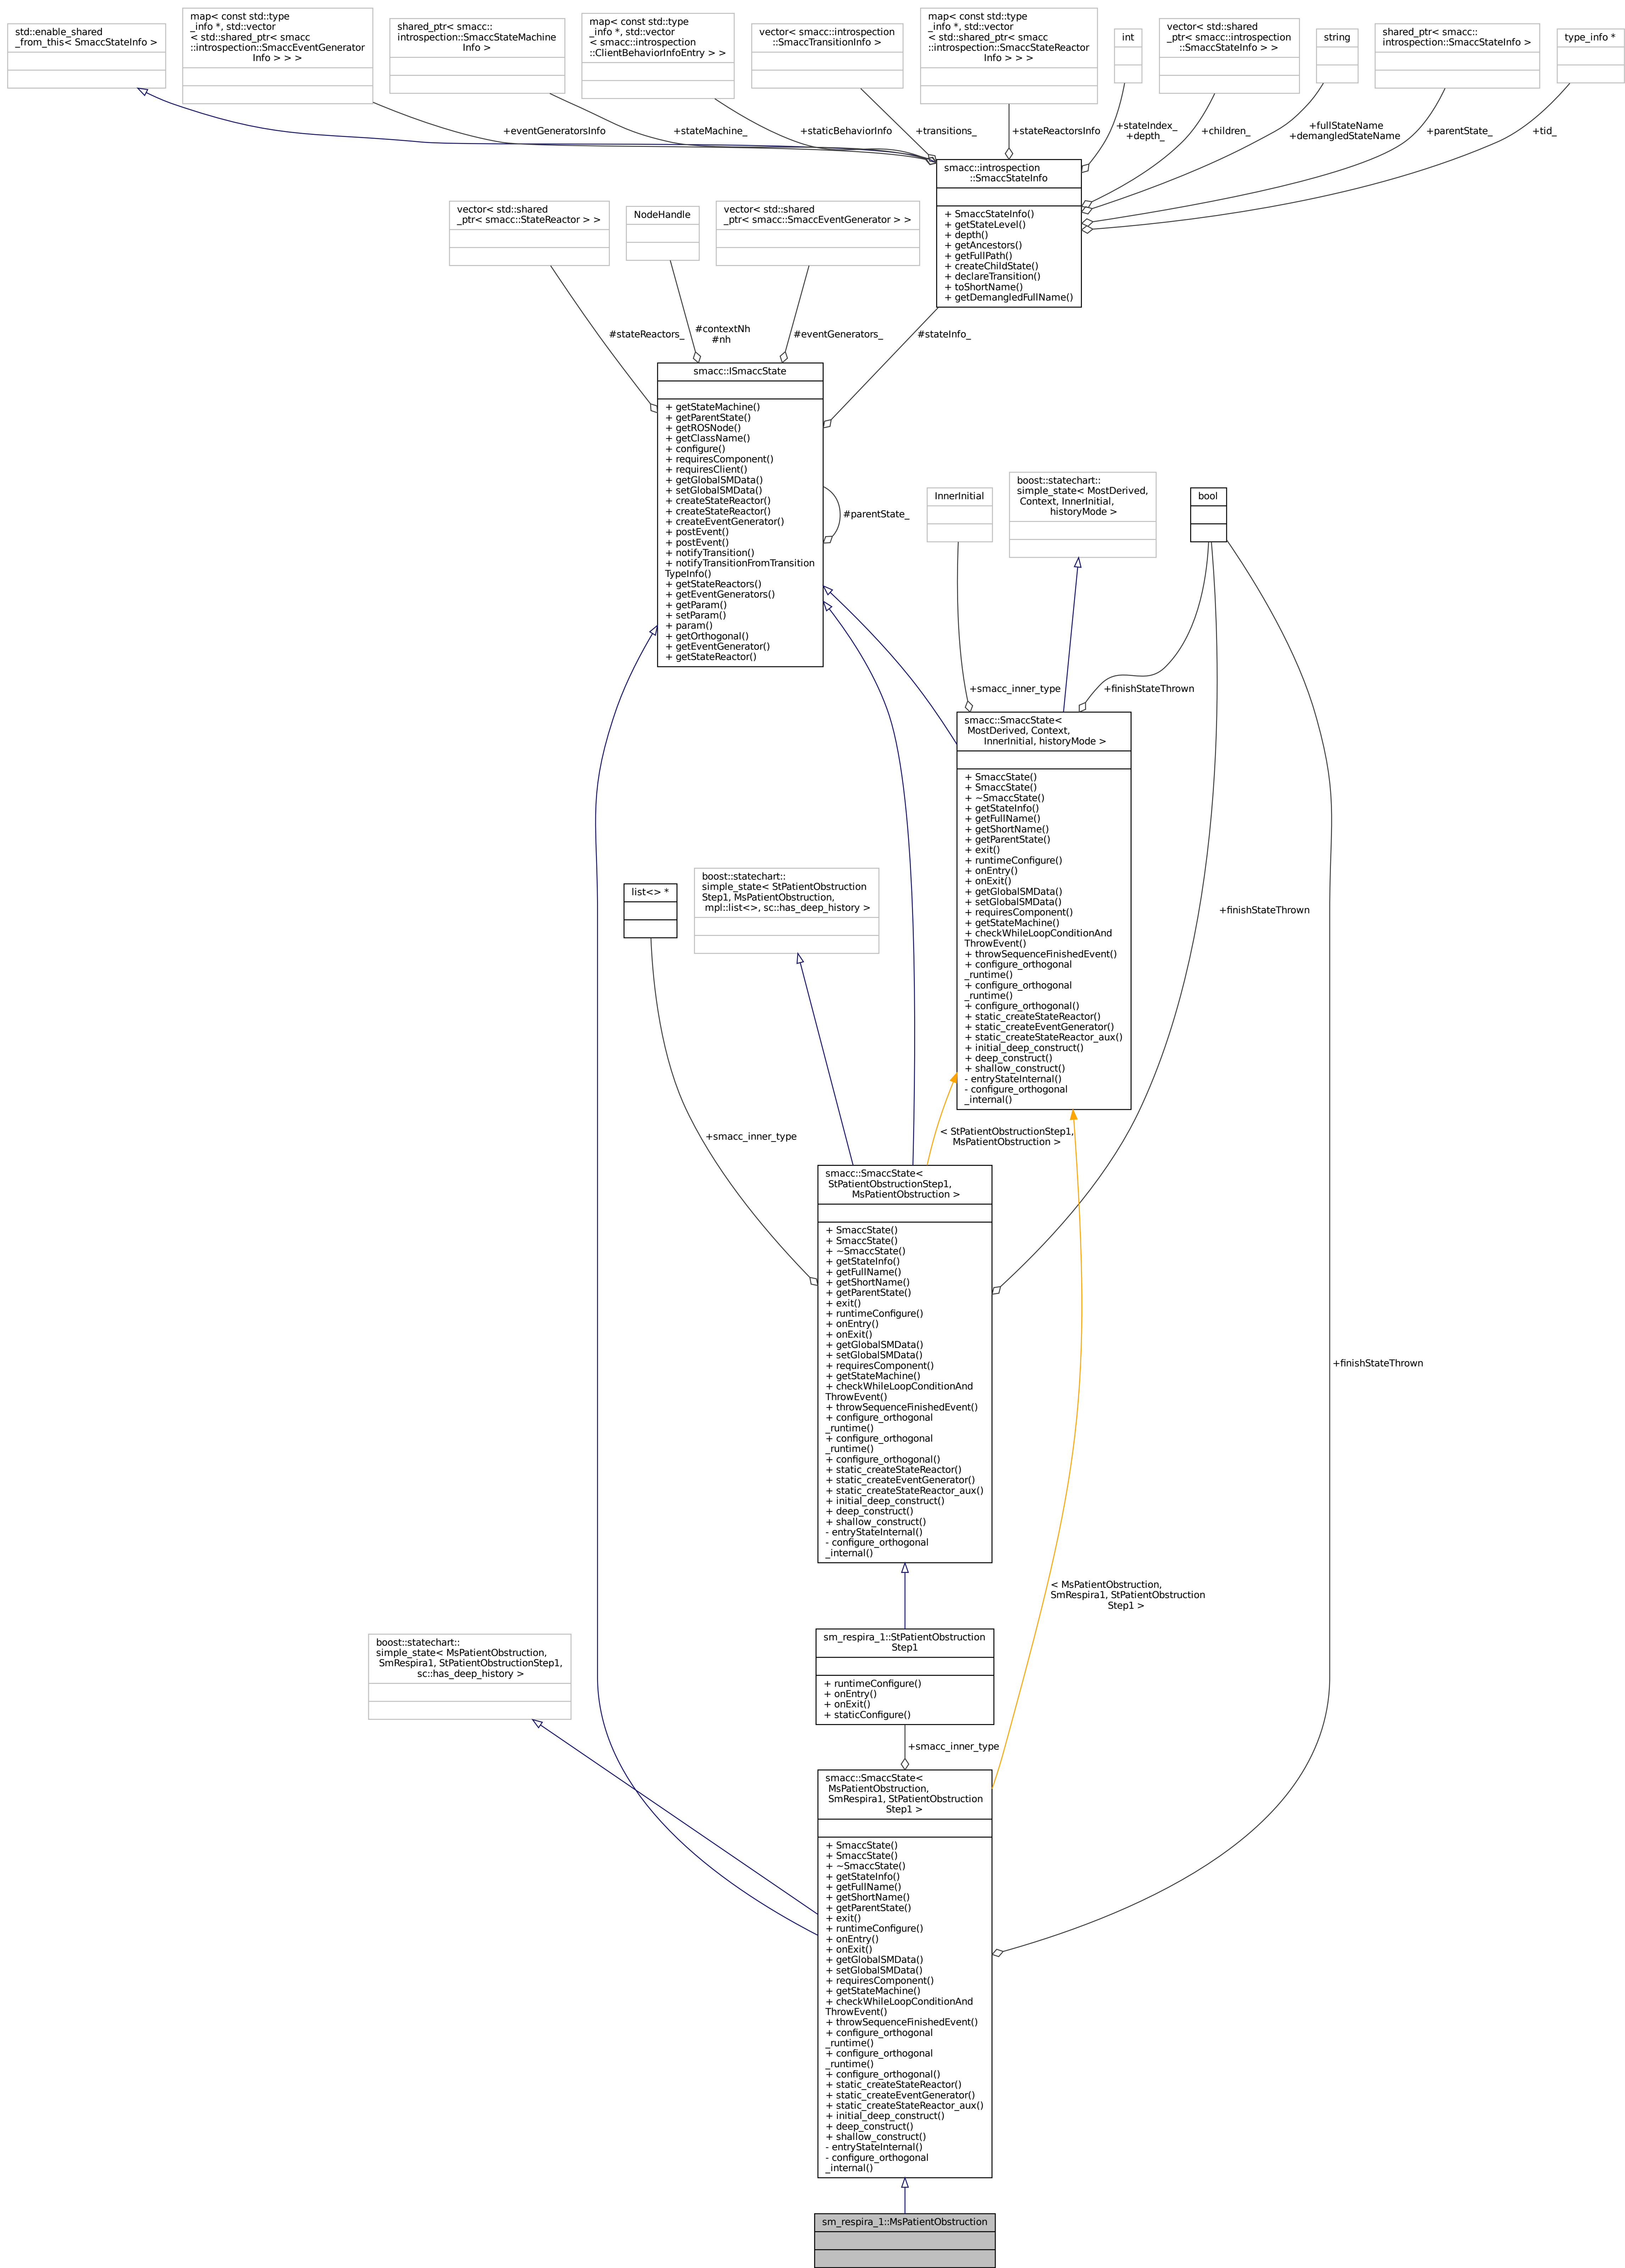 std::enable_shared
_from_this< SmaccStateInfo >
map< const std::type
_info *, std::vector
< std::shared_ptr< smacc
::introspection::SmaccEventGenerator
Info > > >
shared_ptr< smacc::
introspection::SmaccStateMachine
Info >
map< const std::type
_info *, std::vector
< smacc::introspection
::ClientBehaviorInfoEntry > >
vector< smacc::introspection
::SmaccTransitionInfo >
map< const std::type
_info *, std::vector
< std::shared_ptr< smacc
::introspection::SmaccStateReactor
Info > > >
int
vector< std::shared
_ptr< smacc::introspection
::SmaccStateInfo > >
string
shared_ptr< smacc::
introspection::SmaccStateInfo >
type_info *
+eventGeneratorsInfo
+stateMachine_
+staticBehaviorInfo
+transitions_
+stateReactorsInfo
+stateIndex_
+depth_
+children_
+fullStateName
+demangledStateName
+parentState_
+tid_
smacc::introspection
::SmaccStateInfo
+ SmaccStateInfo()
+ getStateLevel()
+ depth()
+ getAncestors()
+ getFullPath()
+ createChildState()
+ declareTransition()
+ toShortName()
+ getDemangledFullName()
vector< std::shared
_ptr< smacc::StateReactor > >
NodeHandle
vector< std::shared
_ptr< smacc::SmaccEventGenerator > >
#stateReactors_
#contextNh
#nh
#eventGenerators_
#stateInfo_
smacc::ISmaccState
+ getStateMachine()
+ getParentState()
+ getROSNode()
+ getClassName()
+ configure()
+ requiresComponent()
+ requiresClient()
+ getGlobalSMData()
+ setGlobalSMData()
+ createStateReactor()
+ createStateReactor()
+ createEventGenerator()
+ postEvent()
+ postEvent()
+ notifyTransition()
+ notifyTransitionFromTransition
TypeInfo()
+ getStateReactors()
+ getEventGenerators()
+ getParam()
+ setParam()
+ param()
+ getOrthogonal()
+ getEventGenerator()
+ getStateReactor()
#parentState_
InnerInitial
boost::statechart::
simple_state< MostDerived,
Context, InnerInitial,
historyMode >
bool
+smacc_inner_type
+finishStateThrown
smacc::SmaccState<
MostDerived, Context,
InnerInitial, historyMode >
+ SmaccState()
+ SmaccState()
+ ~SmaccState()
+ getStateInfo()
+ getFullName()
+ getShortName()
+ getParentState()
+ exit()
+ runtimeConfigure()
+ onEntry()
+ onExit()
+ getGlobalSMData()
+ setGlobalSMData()
+ requiresComponent()
+ getStateMachine()
+ checkWhileLoopConditionAnd
ThrowEvent()
+ throwSequenceFinishedEvent()
+ configure_orthogonal
_runtime()
+ configure_orthogonal
_runtime()
+ configure_orthogonal()
+ static_createStateReactor()
+ static_createEventGenerator()
+ static_createStateReactor_aux()
+ initial_deep_construct()
+ deep_construct()
+ shallow_construct()
- entryStateInternal()
- configure_orthogonal
_internal()
list<> *
boost::statechart::
simple_state< StPatientObstruction
Step1, MsPatientObstruction,
mpl::list<>, sc::has_deep_history >
+finishStateThrown
+smacc_inner_type
< StPatientObstructionStep1,
MsPatientObstruction >
smacc::SmaccState<
StPatientObstructionStep1,
MsPatientObstruction >
+ SmaccState()
+ SmaccState()
+ ~SmaccState()
+ getStateInfo()
+ getFullName()
+ getShortName()
+ getParentState()
+ exit()
+ runtimeConfigure()
+ onEntry()
+ onExit()
+ getGlobalSMData()
+ setGlobalSMData()
+ requiresComponent()
+ getStateMachine()
+ checkWhileLoopConditionAnd
ThrowEvent()
+ throwSequenceFinishedEvent()
+ configure_orthogonal
_runtime()
+ configure_orthogonal
_runtime()
+ configure_orthogonal()
+ static_createStateReactor()
+ static_createEventGenerator()
+ static_createStateReactor_aux()
+ initial_deep_construct()
+ deep_construct()
+ shallow_construct()
- entryStateInternal()
- configure_orthogonal
_internal()
+finishStateThrown
< MsPatientObstruction,
SmRespira1, StPatientObstruction
Step1 >
boost::statechart::
simple_state< MsPatientObstruction,
SmRespira1, StPatientObstructionStep1,
sc::has_deep_history >
sm_respira_1::StPatientObstruction
Step1
+ runtimeConfigure()
+ onEntry()
+ onExit()
+ staticConfigure()
+smacc_inner_type
smacc::SmaccState<
MsPatientObstruction,
SmRespira1, StPatientObstruction
Step1 >
+ SmaccState()
+ SmaccState()
+ ~SmaccState()
+ getStateInfo()
+ getFullName()
+ getShortName()
+ getParentState()
+ exit()
+ runtimeConfigure()
+ onEntry()
+ onExit()
+ getGlobalSMData()
+ setGlobalSMData()
+ requiresComponent()
+ getStateMachine()
+ checkWhileLoopConditionAnd
ThrowEvent()
+ throwSequenceFinishedEvent()
+ configure_orthogonal
_runtime()
+ configure_orthogonal
_runtime()
+ configure_orthogonal()
+ static_createStateReactor()
+ static_createEventGenerator()
+ static_createStateReactor_aux()
+ initial_deep_construct()
+ deep_construct()
+ shallow_construct()
- entryStateInternal()
- configure_orthogonal
_internal()
sm_respira_1::MsPatientObstruction